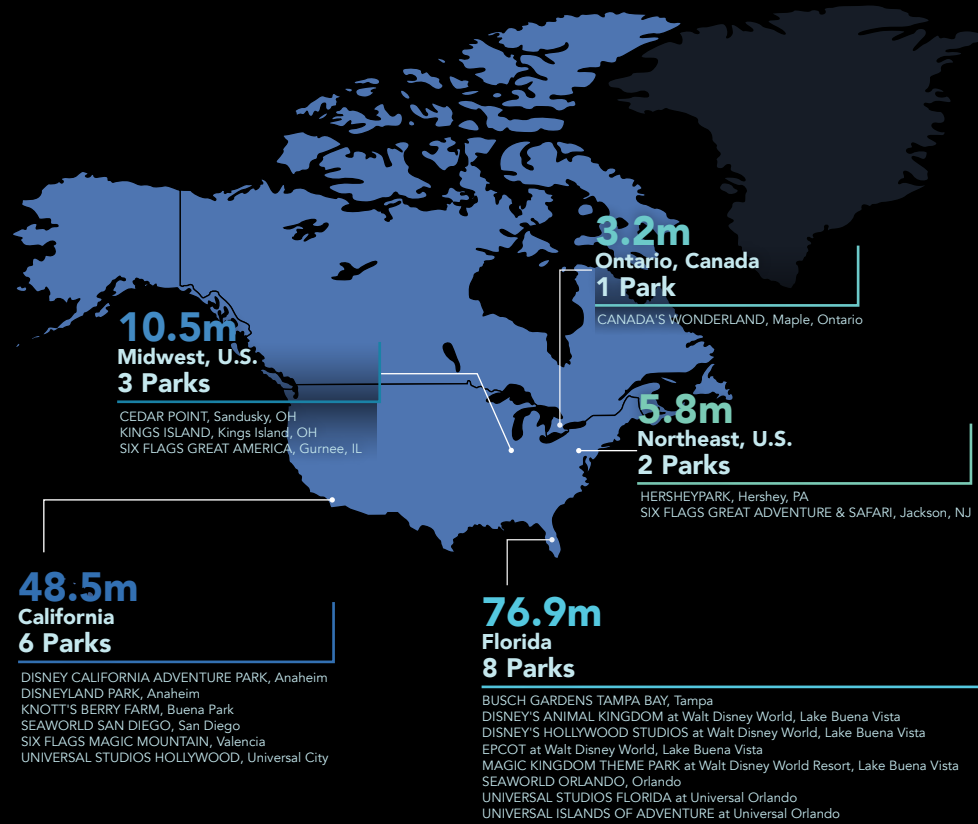 3.2m
Ontario, Canada
1 Park
CANADA'S WONDERLAND, Maple, Ontario
10.5m
Midwest, U.S.
3 Parks
CEDAR POINT, Sandusky, OH
KINGS ISLAND, Kings Island, OH
SIX FLAGS GREAT AMERICA, Gurnee, IL
5.8m
Northeast, U.S.
2 Parks
HERSHEYPARK, Hershey, PA
SIX FLAGS GREAT ADVENTURE & SAFARI, Jackson, NJ
48.5m
California
6 Parks
DISNEY CALIFORNIA ADVENTURE PARK, Anaheim
DISNEYLAND PARK, Anaheim
KNOTT'S BERRY FARM, Buena Park
SEAWORLD SAN DIEGO, San Diego
SIX FLAGS MAGIC MOUNTAIN, Valencia
UNIVERSAL STUDIOS HOLLYWOOD, Universal City
76.9m
Florida
8 Parks
BUSCH GARDENS TAMPA BAY, Tampa
DISNEY'S ANIMAL KINGDOM at Walt Disney World, Lake Buena Vista
DISNEY'S HOLLYWOOD STUDIOS at Walt Disney World, Lake Buena Vista
EPCOT at Walt Disney World, Lake Buena Vista
MAGIC KINGDOM THEME PARK at Walt Disney World Resort, Lake Buena Vista
SEAWORLD ORLANDO, Orlando
UNIVERSAL STUDIOS FLORIDA at Universal Orlando
UNIVERSAL ISLANDS OF ADVENTURE at Universal Orlando